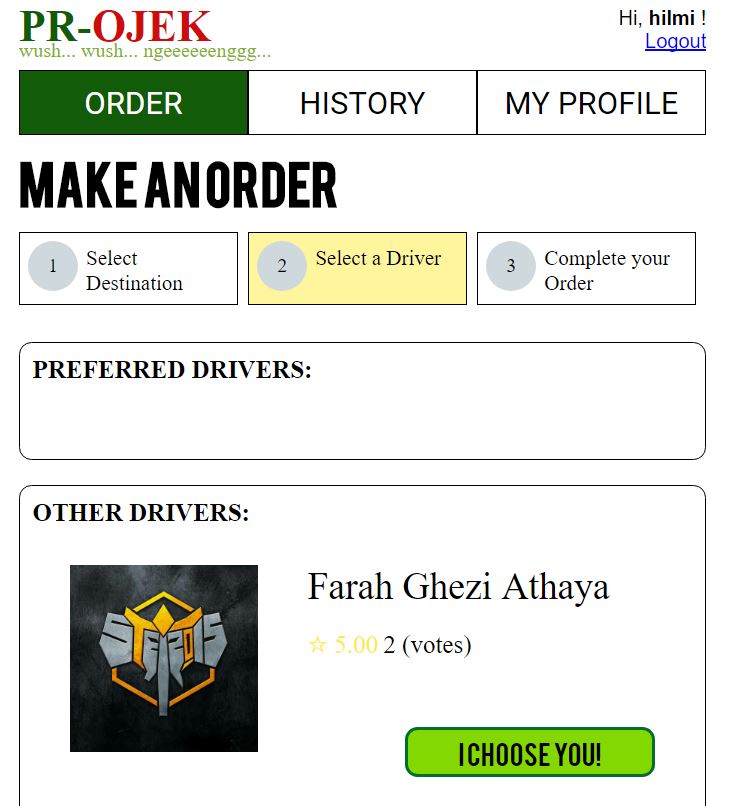 PR-OJEK
wush... wush... ngeeeeeenggg...
Hi, hilmi !
Logout
ORDER
HISTORY
MY PROFILE
MAKE AN ORDER
1
Select
Destination
2
Select a Driver
3
Complete your
Order
PREFERRED DRIVERS:
OTHER DRIVERS:
Farah Ghezi Athaya
☆ 5.00 2 (votes)
I CHOOSE YOU!